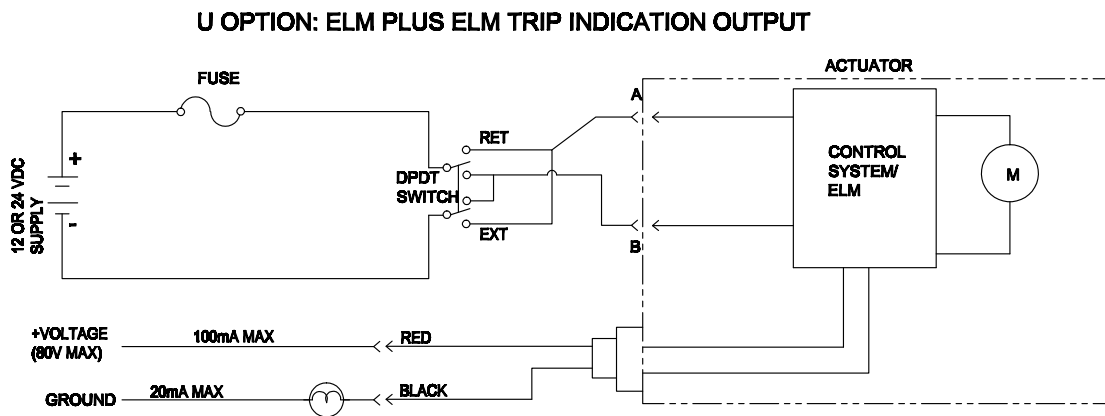 U OPTION: ELM PLUS ELM TRIP INDICATION OUTPUT
ACTUATOR
FUSE
A
RET
+
12 OR 24 VDC
SUPPLY
-
DPDT
SWITCH
CONTROL
SYSTEM/
ELM
M
EXT
B
+VOLTAGE
(80V MAX)
100mA MAX
RED
GROUND
20mA MAX
BLACK